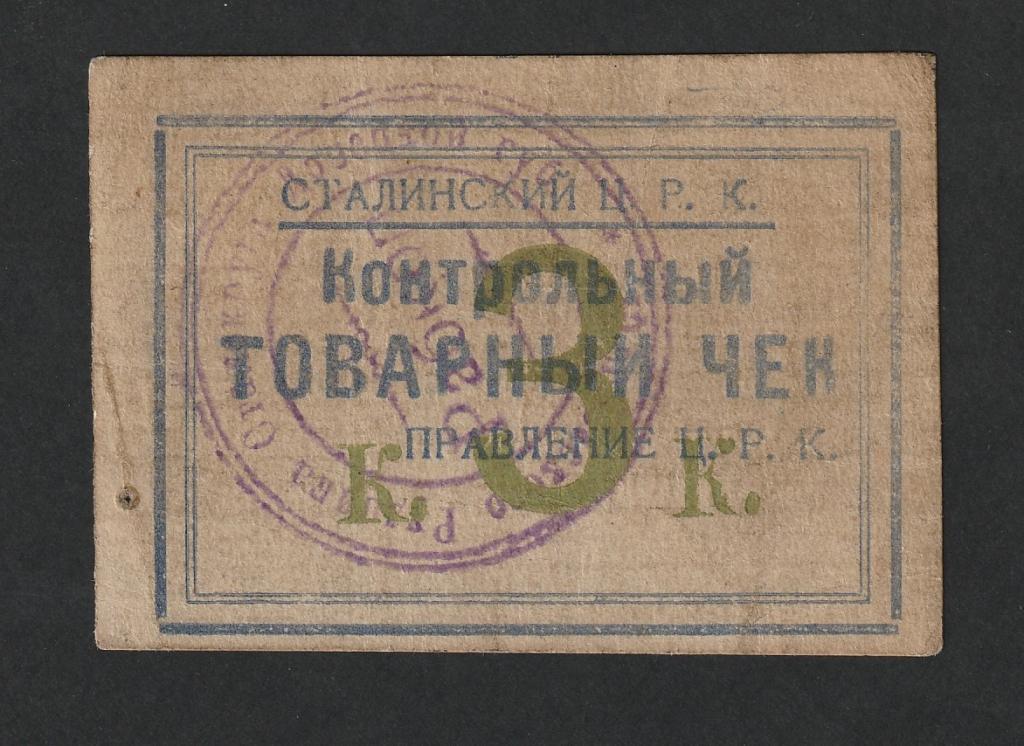 СТАЛИНСКИЙ Ц. Р. К.
Контрольный
ТОВАРНЫЙ ЧЕК
3
ПРАВЛЕНИЕ Ц. Р. К.
К. К.